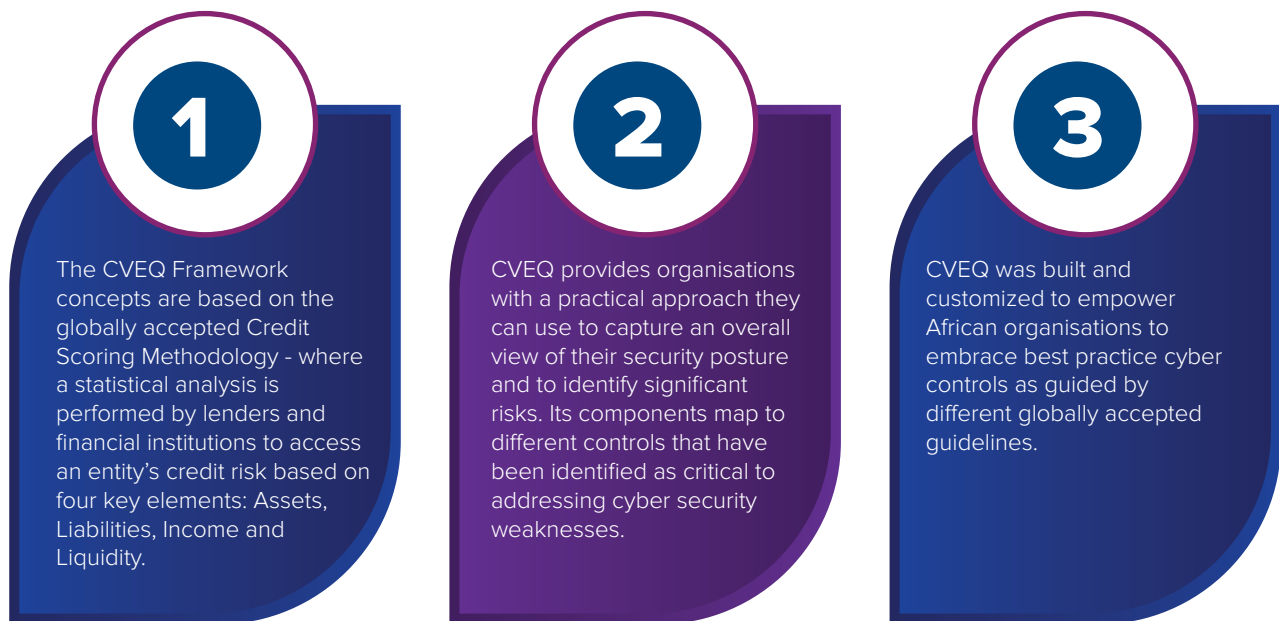 1
The CVEQ Framework
concepts are based on the
globally accepted Credit
Scoring Methodology - where
a statistical analysis is
performed by lenders and
financial institutions to access
an entity's credit risk based on
four key elements: Assets,
Liabilities, Income and
Liquidity.
2
CVEQ provides organisations
with a practical approach they
can use to capture an overall
view of their security posture
and to identify significant
risks. Its components map to
different controls that have
been identified as critical to
addressing cyber security
weaknesses.
3
CVEQ was built and
customized to empower
African organisations to
embrace best practice cyber
controls as guided by
different globally accepted
guidelines.